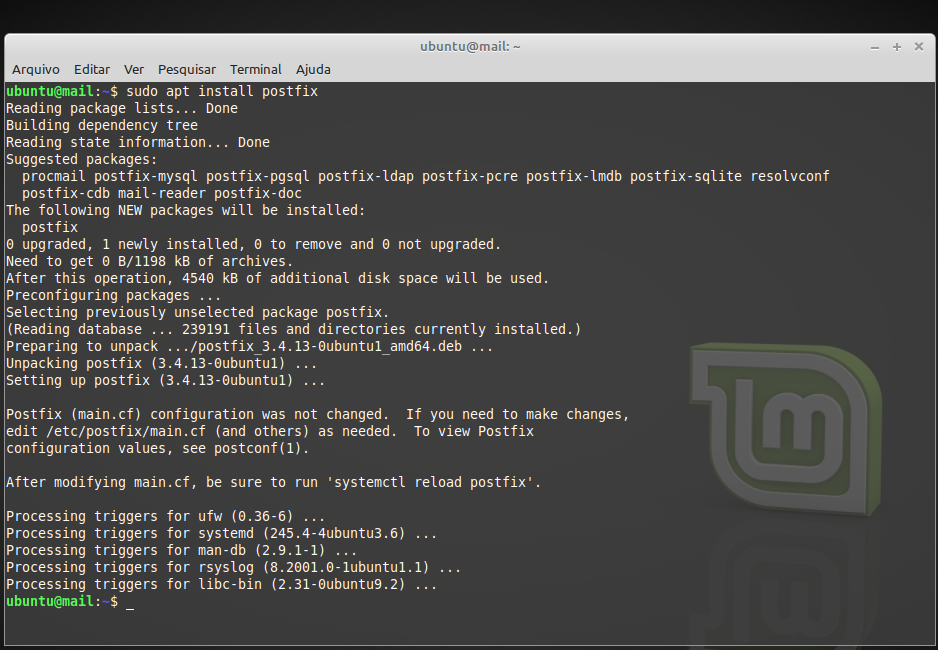 ubuntu@mail: ~
Arquivo Editar Ver Pesquisar Terminal Ajuda
ubuntu@mail:~$ sudo apt install postfix
Reading package lists... Done
Building dependency tree
Reading state information... Done
Suggested packages:
  procmail postfix-mysql postfix-pgsql postfix-ldap postfix-pcre postfix-lmdb postfix-sqlite resolvconf
  postfix-cdb mail-reader postfix-doc
The following NEW packages will be installed:
  postfix
0 upgraded, 1 newly installed, 0 to remove and 0 not upgraded.
Need to get 0 B/1198 kB of archives.
After this operation, 4540 kB of additional disk space will be used.
Preconfiguring packages ...
Selecting previously unselected package postfix.
(Reading database ... 239191 files and directories currently installed.)
Preparing to unpack .../postfix_3.4.13-0ubuntu1_amd64.deb ...
Unpacking postfix (3.4.13-0ubuntu1) ...
Setting up postfix (3.4.13-0ubuntu1) ...

Postfix (main.cf) configuration was not changed.  If you need to make changes,
edit /etc/postfix/main.cf (and others) as needed.  To view Postfix
configuration values, see postconf(1).

After modifying main.cf, be sure to run 'systemctl reload postfix'.

Processing triggers for ufw (0.36-6) ...
Processing triggers for systemd (245.4-4ubuntu3.6) ...
Processing triggers for man-db (2.9.1-1) ...
Processing triggers for rsyslog (8.2001.0-1ubuntu1.1) ...
Processing triggers for libc-bin (2.31-0ubuntu9.2) ...
ubuntu@mail:~$ _